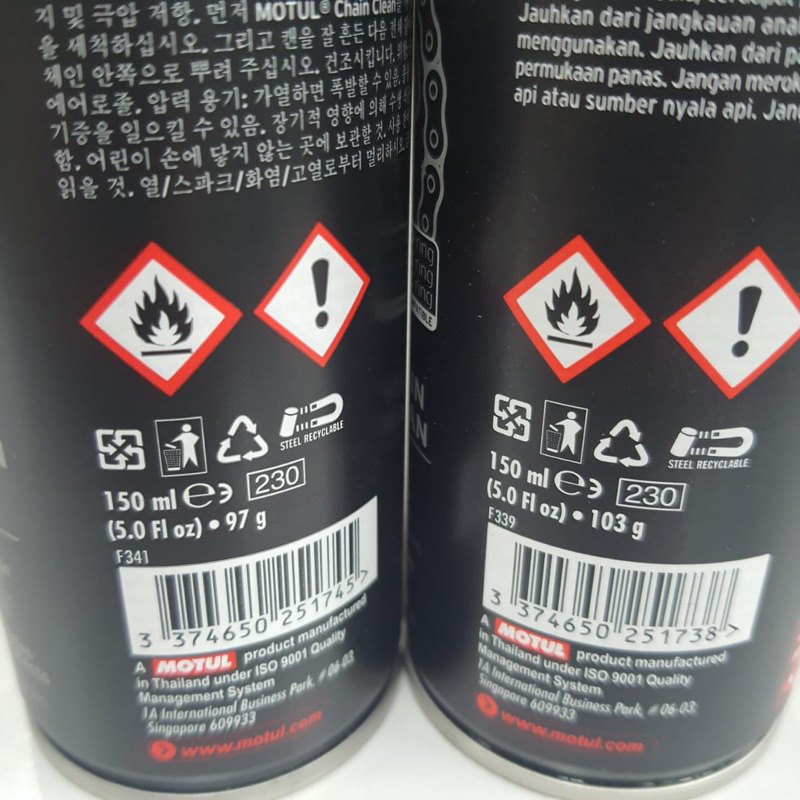 지 및 극압 저항. 먼저 MOTUL® Chain Clean
을 세척하십시오. 그리고 캔을 잘 흔든 다음
체인 안쪽으로 뿌려 주십시오. 건조시킵니다.
에어로졸. 압력 용기: 가열하면 폭발할 수 있음.
기증을 일으킬 수 있음. 장기적 영향에 의해 수생
함. 어린이 손에 닿지 않는 곳에 보관할 것. 사용
읽을 것. 열/스파크/화염/고열로부터 멀리하시오
STEEL RECYCLABLE
150 ml e 230
(5.0 Fl oz) • 97 g
F341
3 374650 251745 >
A MOTUL product manufactured
in Thailand under ISO 9001 Quality
Management System
1A International Business Park, # 06-03.
Singapore 609933
www.motul.com
Jauhkan dari jangkauan
menggunakan. Jauhkan dari
permukaan panas. Jangan
api atau sumber nyala api.
STEEL RECYCLABLE
150 ml e 230
(5.0 Fl oz) • 103 g
F339
3 374650 251738 >
A MOTUL product manufactured
in Thailand under ISO 9001 Quality
Management System
1A International Business Park, # 06-03.
Singapore 609933
www.motul.com